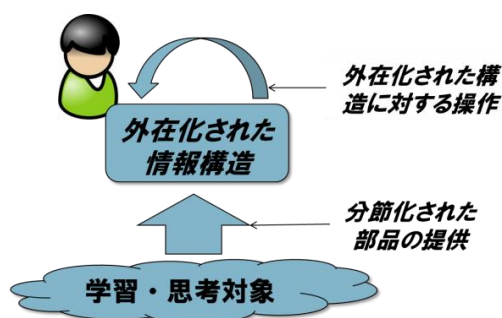 外在化された構
造に対する操作
外在化された
情報構造
分節化された
部品の提供
学習・思考対象